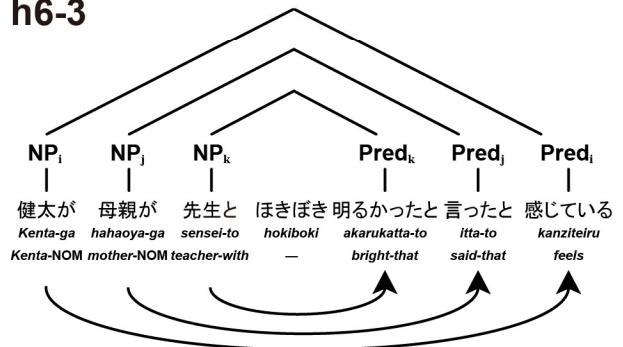 h6-3
NPi NPj NPk Predk Predj Predi
健太が 母親が 先生と ほきぼき 明るかったと 言ったと 感じている
Kenta-ga hahaoya-ga sensei-to hokiboki akarukatta-to itta-to kanziteiru
Kenta-NOM mother-NOM teacher-with — bright-that said-that feels